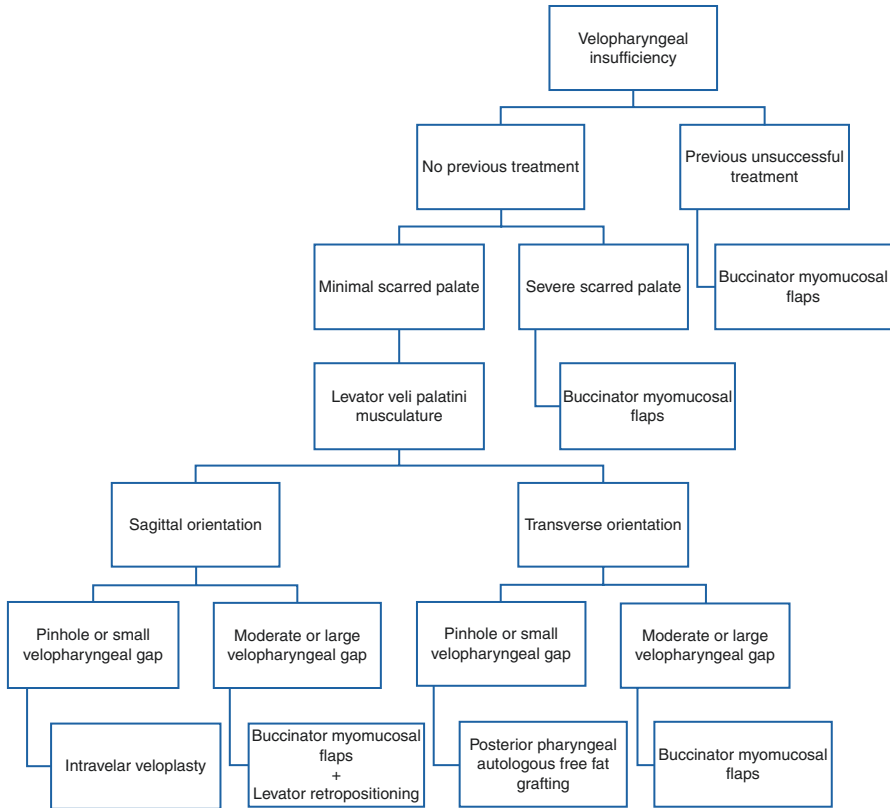 Velopharyngeal
insufficiency
No previous treatment
Previous unsuccessful
treatment
Minimal scarred palate
Severe scarred palate
Buccinator myomucosal
flaps
Levator veli palatini
musculature
Buccinator myomucosal
flaps
Sagittal orientation
Transverse orientation
Pinhole or small
velopharyngeal gap
Moderate or large
velopharyngeal gap
Pinhole or small
velopharyngeal gap
Moderate or large
velopharyngeal gap
Intravelar veloplasty
Buccinator myomucosal
flaps
+
Levator retropositioning
Posterior pharyngeal
autologous free fat
grafting
Buccinator myomucosal
flaps